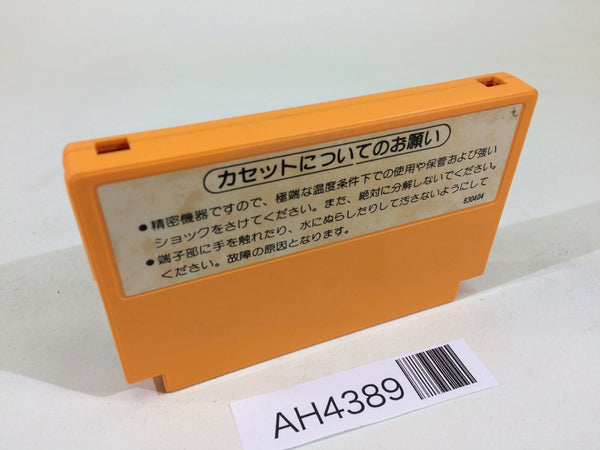 カセットについてのお願い
●精密機器ですので、極端な温度条件下での使用や保管および強い
ショックをさけてください。また、絶対に分解しないでください。
●端子部に手を触れたり、水にぬらしたりして汚さないようにして
ください。故障の原因となります。
830404
AH4389